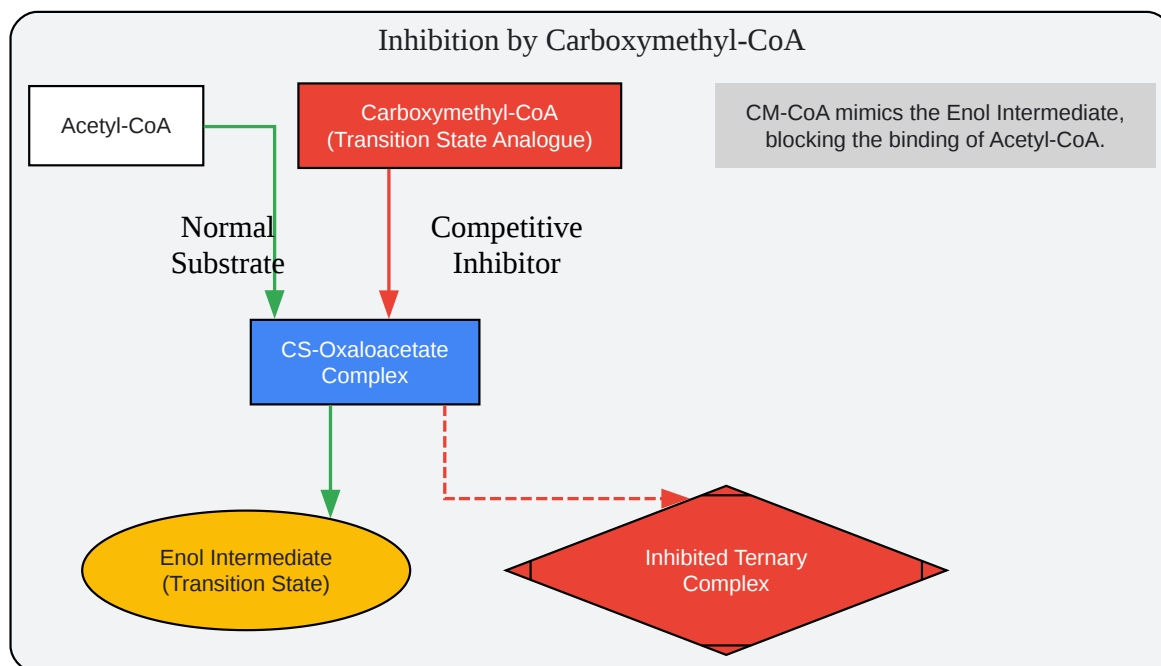 Inhibition by Carboxymethyl-CoA
Acetyl-CoA
Carboxymethyl-CoA
(Transition State Analogue)
CM-CoA mimics the Enol Intermediate,
blocking the binding of Acetyl-CoA.
Normal
Substrate
Competitive
Inhibitor
CS-Oxaloacetate
Complex
Enol Intermediate
(Transition State)
Inhibited Ternary
Complex